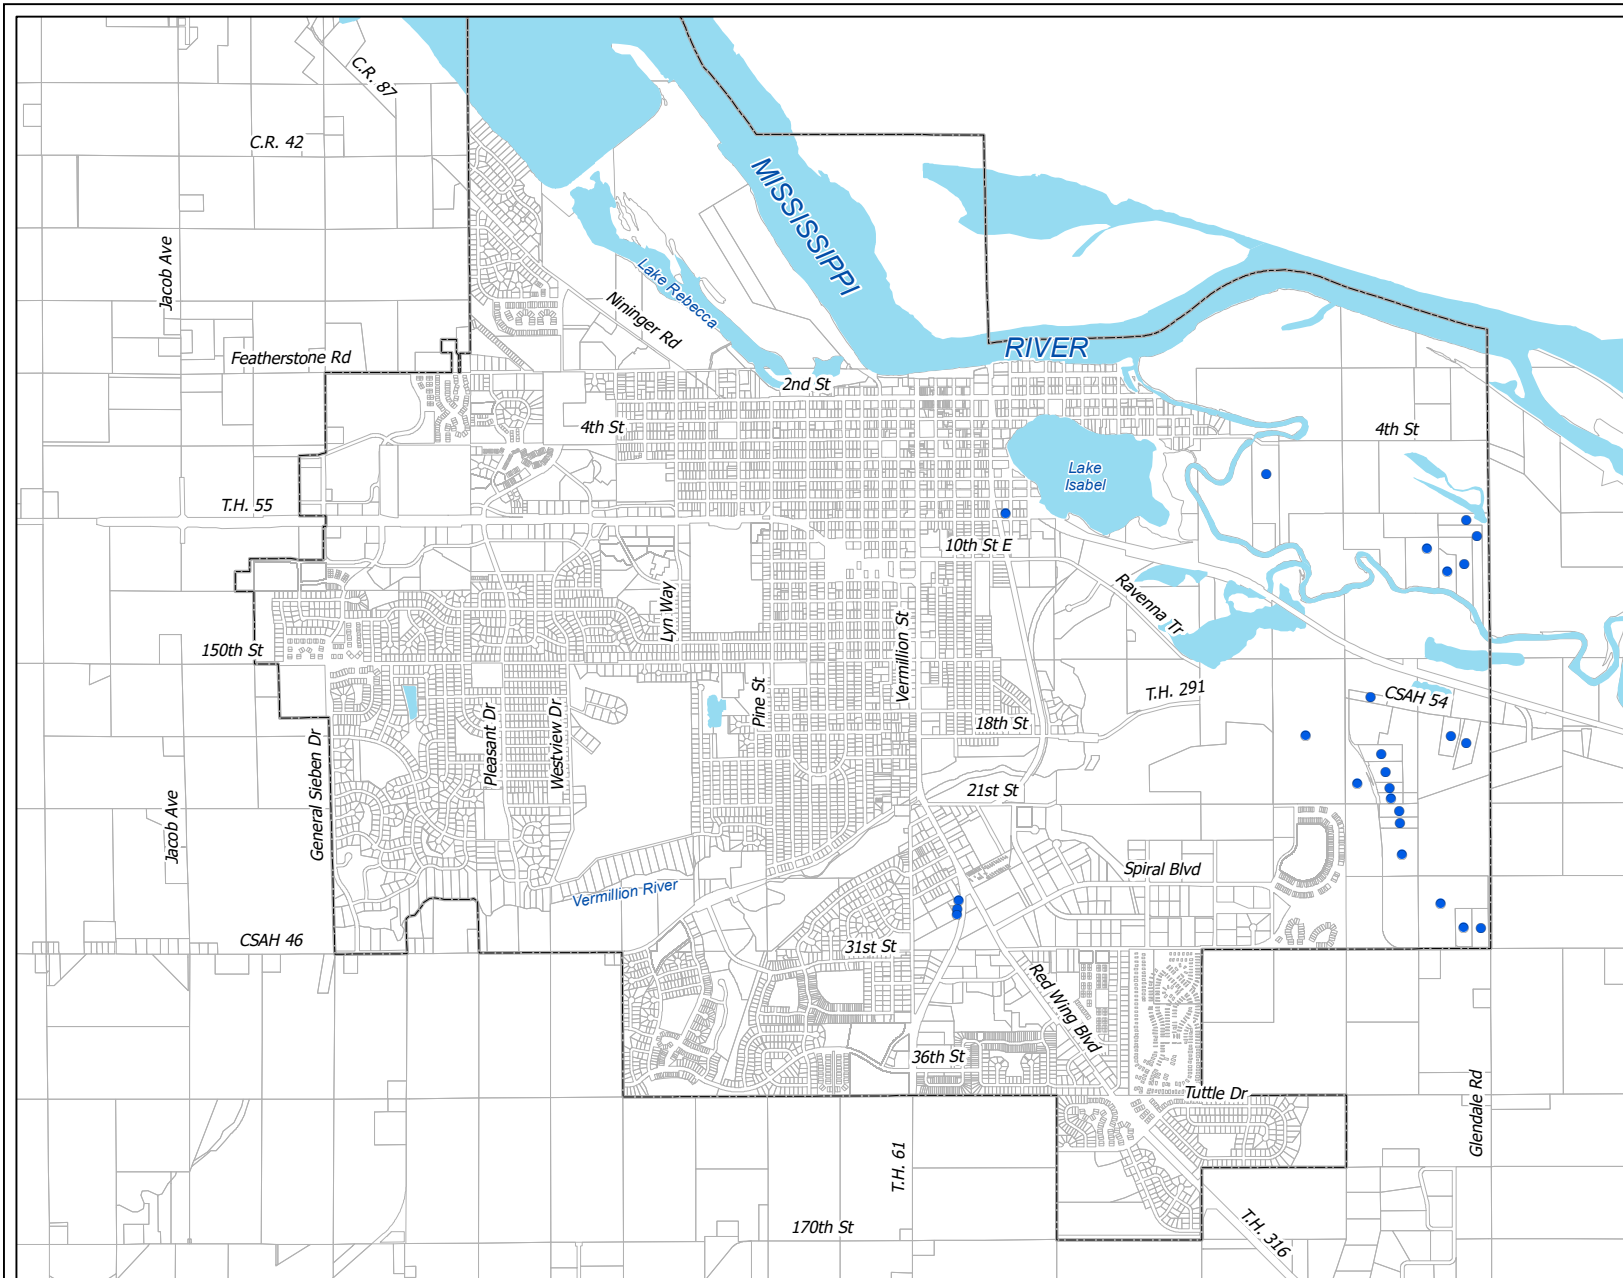 C.R. 87
C.R. 42
MISSISSIPPI
Jacob Ave
Lake Rebecca
Nininger Rd
RIVER
Featherstone Rd
2nd St
4th St
4th St
Lake
Isabel
T.H. 55
10th St E
Ravenna Tr
Lyn Way
150th St
Vermillion St
T.H. 291
CSAH 54
Pine St
18th St
Pleasant Dr
Westview Dr
General Sieben Dr
21st St
Jacob Ave
Spiral Blvd
Vermillion River
CSAH 46
31st St
Red Wing Blvd
36th St
Tuttle Dr
Glendale Rd
T.H. 61
170th St
T.H. 316